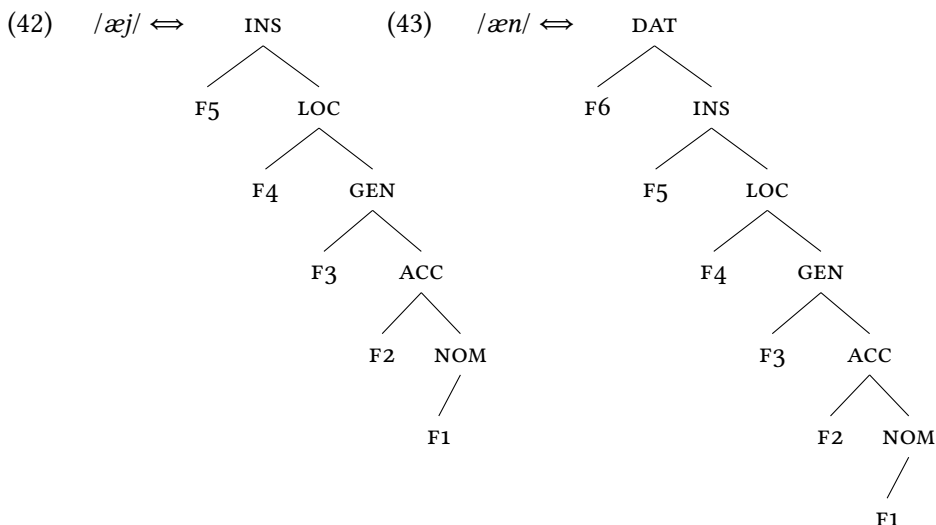 (42) /æj/ ⟺ INS (43) /æn/ ⟺ DAT
F5 LOC F6 INS
F4 GEN F5 LOC
F3 ACC F4 GEN
F2 NOM F3 ACC
F1 F2 NOM
F1